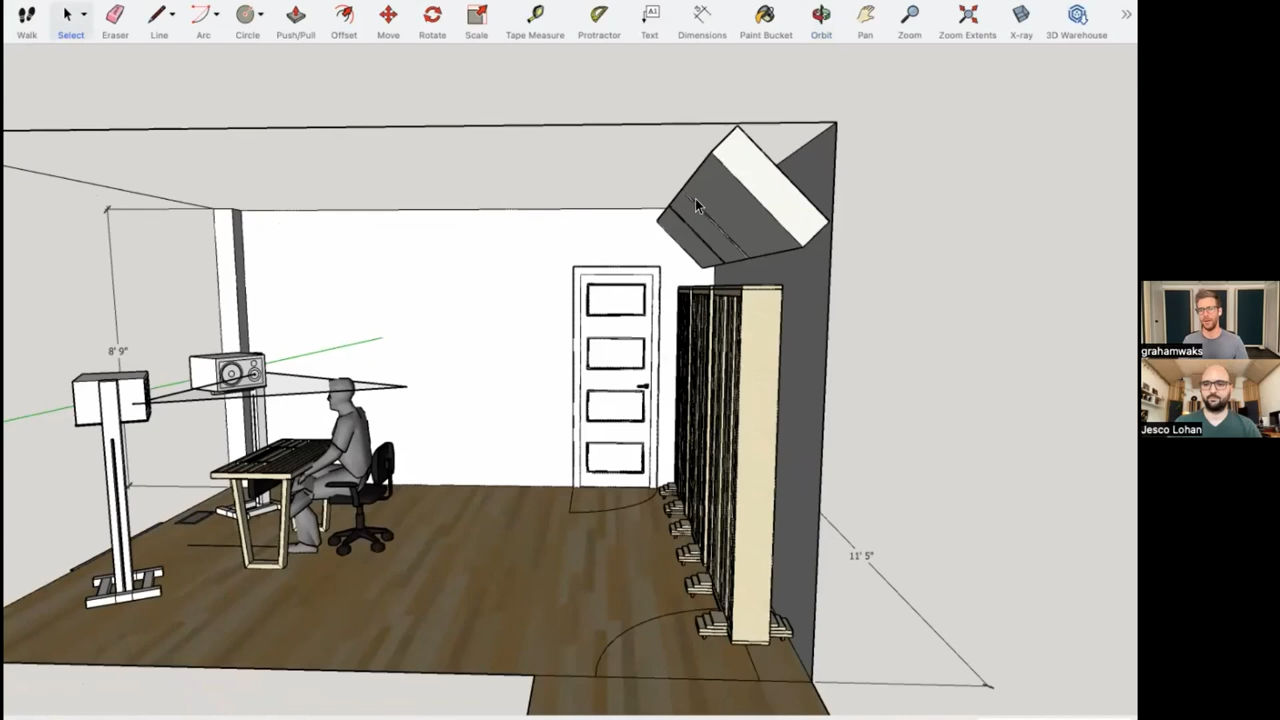 Walk Select Eraser Line Arc Circle Push/Pull Offset Move Rotate Scale Tape Measure Protractor Text Dimensions Paint Bucket Orbit Pan Zoom Zoom Extents X-ray 3D Warehouse
A1
8' 9"
11' 5"
grahamwaks
Jesco Lohan